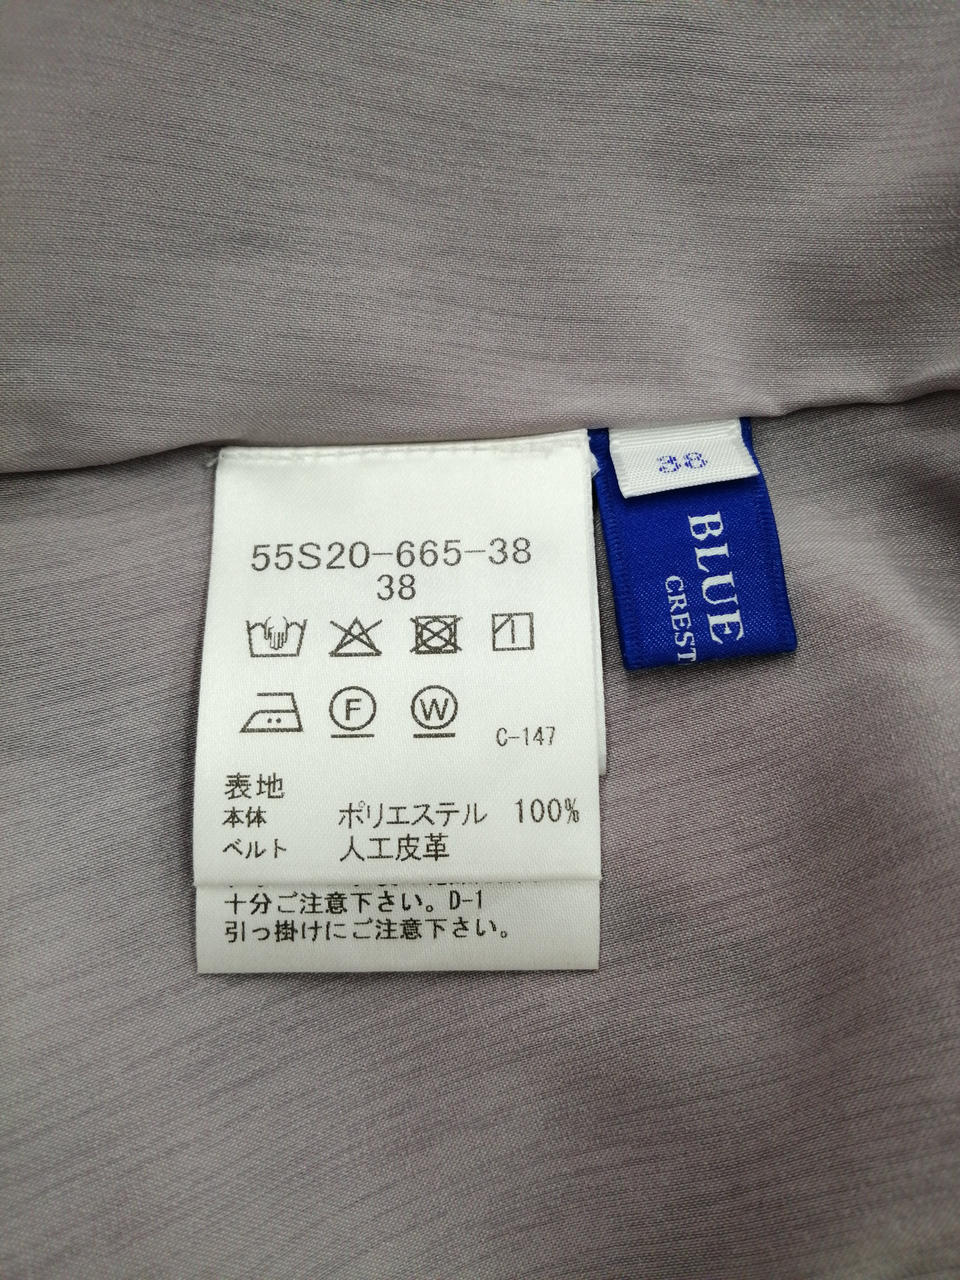 55S20-665-38
38
F
W
C-147
表地
本体 ポリエステル 100%
ベルト 人工皮革
十分ご注意下さい。D-1
引っ掛けにご注意下さい。
38
BLUE
CREST